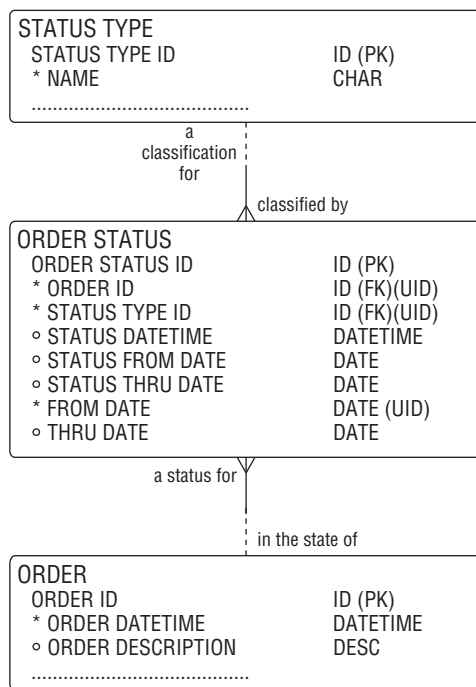 STATUS TYPE
STATUS TYPE ID ID (PK)
* NAME CHAR
........................................
a
classification
for
classified by
ORDER STATUS
ORDER STATUS ID ID (PK)
* ORDER ID ID (FK)(UID)
* STATUS TYPE ID ID (FK)(UID)
° STATUS DATETIME DATETIME
° STATUS FROM DATE DATE
° STATUS THRU DATE DATE
* FROM DATE DATE (UID)
° THRU DATE DATE
a status for
in the state of
ORDER
ORDER ID ID (PK)
* ORDER DATETIME DATETIME
° ORDER DESCRIPTION DESC
........................................